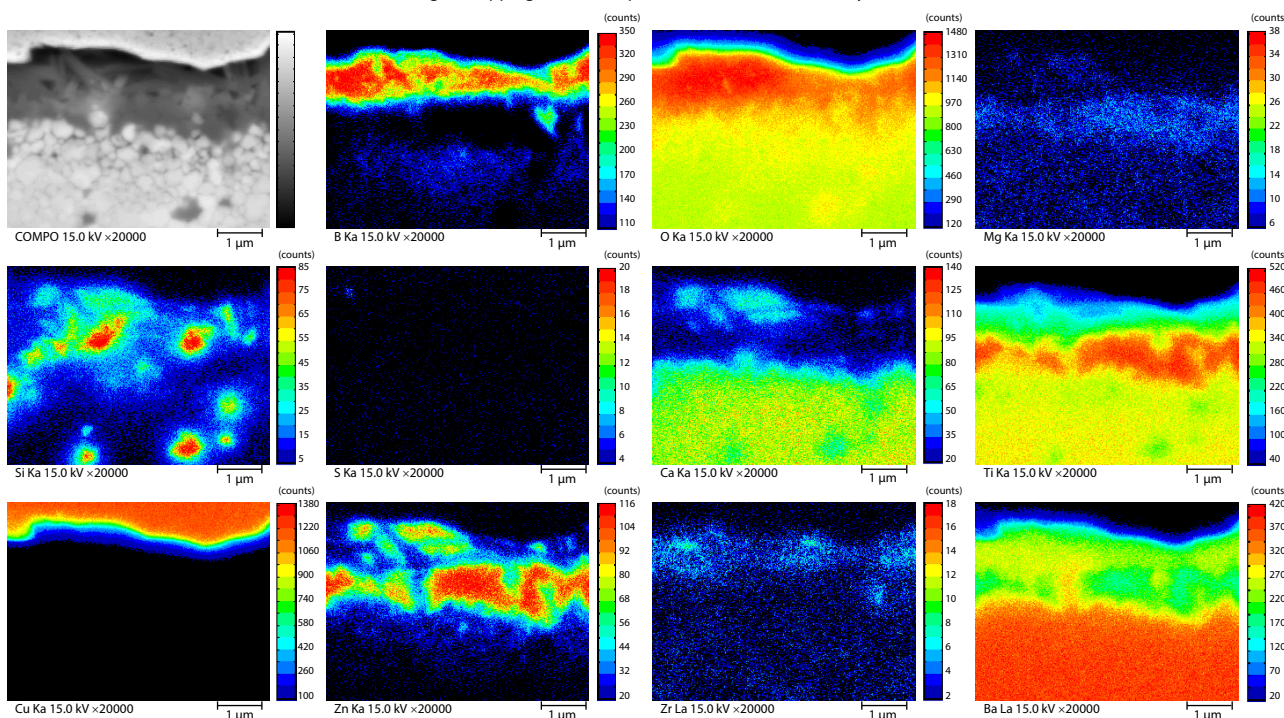 COMPO 15.0 kV ×20000
1 µm
(counts)
350
320
290
260
230
200
170
140
110
B Ka 15.0 kV ×20000
1 µm
(counts)
1480
1310
1140
970
800
630
460
290
120
O Ka 15.0 kV ×20000
1 µm
(counts)
38
34
30
26
22
18
14
10
6
Mg Ka 15.0 kV ×20000
1 µm
(counts)
85
75
65
55
45
35
25
15
5
Si Ka 15.0 kV ×20000
1 µm
(counts)
20
18
16
14
12
10
8
6
4
S Ka 15.0 kV ×20000
1 µm
(counts)
140
125
110
95
80
65
50
35
20
Ca Ka 15.0 kV ×20000
1 µm
(counts)
520
460
400
340
280
220
160
100
40
Ti Ka 15.0 kV ×20000
1 µm
(counts)
1380
1220
1060
900
740
580
420
260
100
Cu Ka 15.0 kV ×20000
1 µm
(counts)
116
104
92
80
68
56
44
32
20
Zn Ka 15.0 kV ×20000
1 µm
(counts)
18
16
14
12
10
8
6
4
2
Zr La 15.0 kV ×20000
1 µm
(counts)
420
370
320
270
220
170
120
70
20
Ba La 15.0 kV ×20000
1 µm